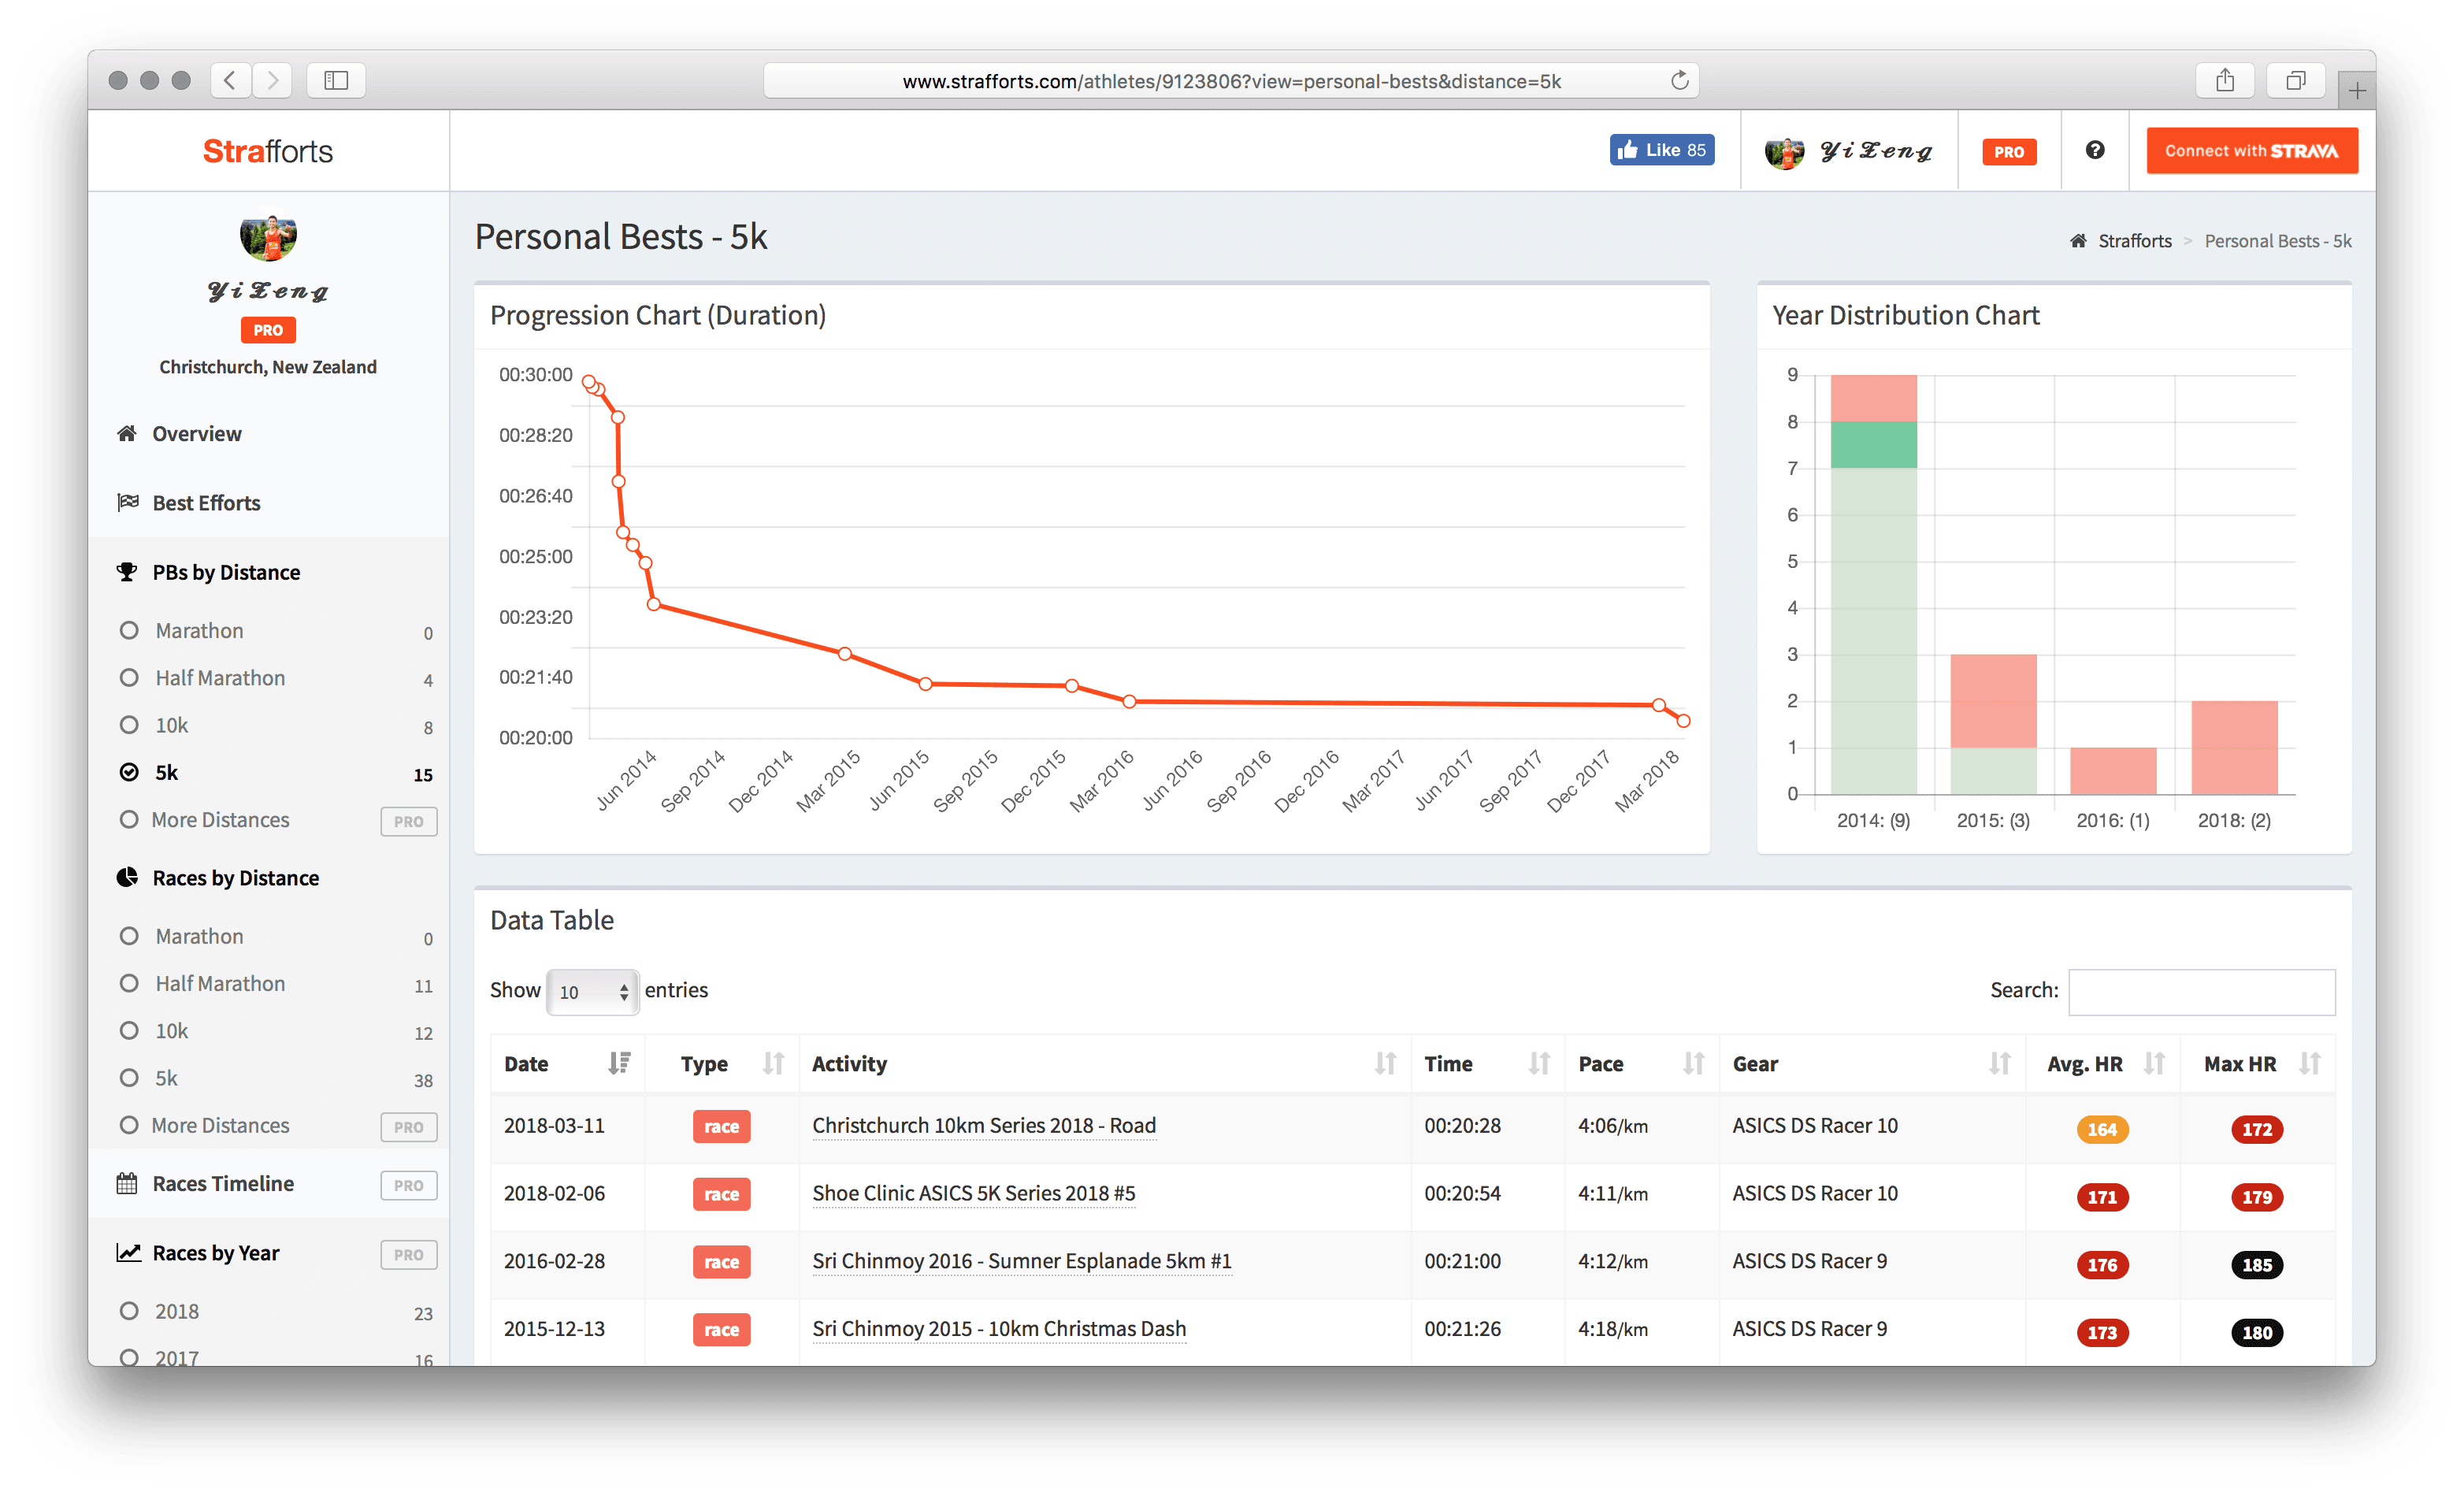 www.strafforts.com/athletes/9123806?view=personal-bests&distance=5k
Strafforts
Like 85
𝓨𝓲 𝓩𝓮𝓷𝓰
PRO
Connect with STRAVA
𝓨𝓲 𝓩𝓮𝓷𝓰
PRO
Christchurch, New Zealand
Overview
Best Efforts
PBs by Distance
Marathon 0
Half Marathon 4
10k 8
5k 15
More Distances PRO
Races by Distance
Marathon 0
Half Marathon 11
10k 12
5k 38
More Distances PRO
Races Timeline PRO
Races by Year PRO
2018 23
2017 16
Personal Bests - 5k
Strafforts > Personal Bests - 5k
Progression Chart (Duration)
00:30:00
00:28:20
00:26:40
00:25:00
00:23:20
00:21:40
00:20:00
Jun 2014 Sep 2014 Dec 2014 Mar 2015 Jun 2015 Sep 2015 Dec 2015 Mar 2016 Jun 2016 Sep 2016 Dec 2016 Mar 2017 Jun 2017 Sep 2017 Dec 2017 Mar 2018
Year Distribution Chart
9
8
7
6
5
4
3
2
1
0
2014: (9) 2015: (3) 2016: (1) 2018: (2)
Data Table
Show 10 entries
Search:
Date Type Activity Time Pace Gear Avg. HR Max HR
2018-03-11 race Christchurch 10km Series 2018 - Road 00:20:28 4:06/km ASICS DS Racer 10 164 172
2018-02-06 race Shoe Clinic ASICS 5K Series 2018 #5 00:20:54 4:11/km ASICS DS Racer 10 171 179
2016-02-28 race Sri Chinmoy 2016 - Sumner Esplanade 5km #1 00:21:00 4:12/km ASICS DS Racer 9 176 185
2015-12-13 race Sri Chinmoy 2015 - 10km Christmas Dash 00:21:26 4:18/km ASICS DS Racer 9 173 180